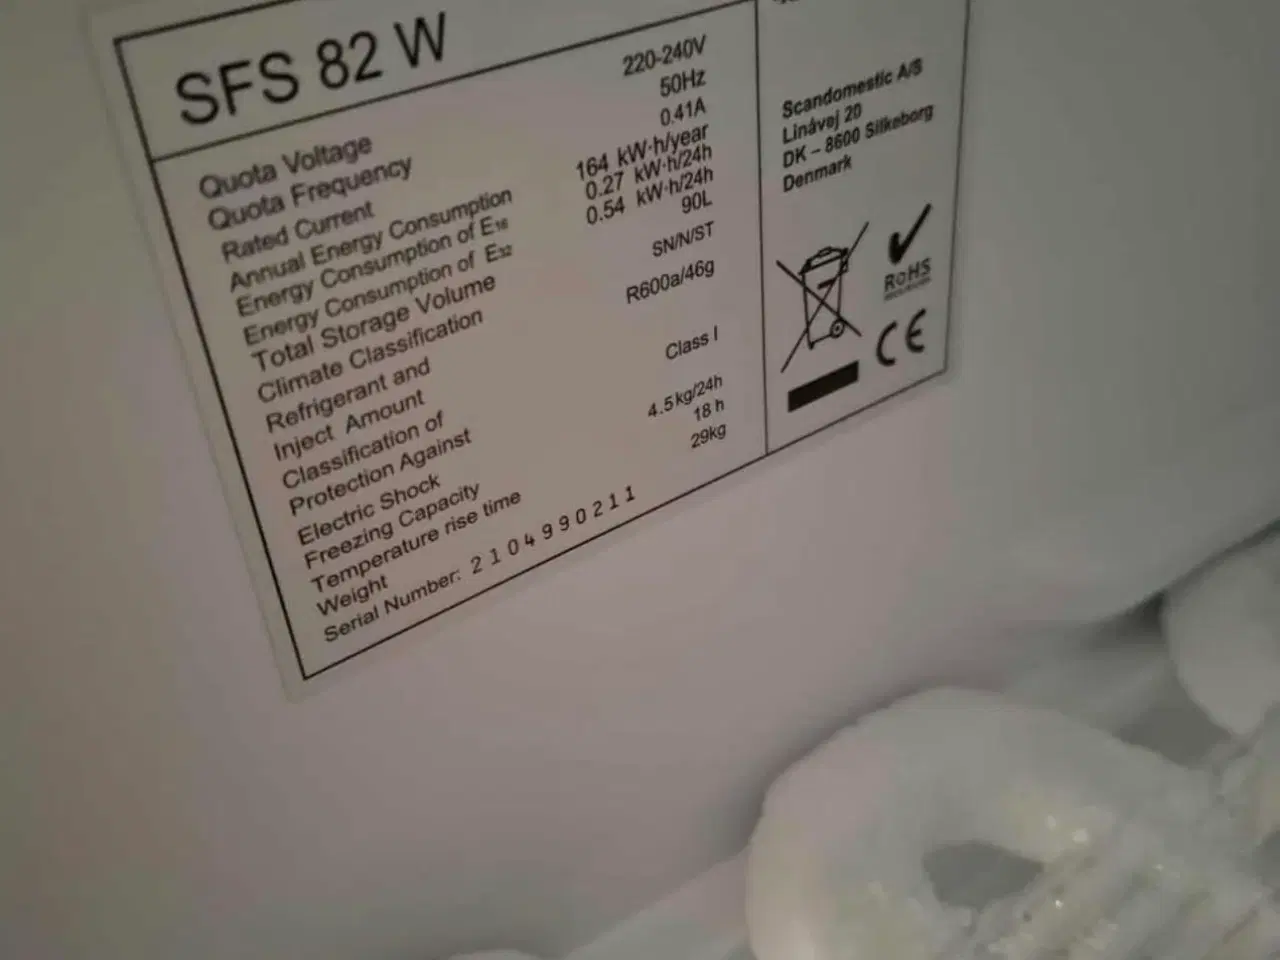 SFS 82 W
Quota Voltage 220-240V
Quota Frequency 50Hz
Rated Current 0.41A
Annual Energy Consumption 164 kW·h/year
Energy Consumption of E16 0.27 kW·h/24h
Energy Consumption of E32 0.54 kW·h/24h
Total Storage Volume 90L
Climate Classification SN/N/ST
Refrigerant and R600a/46g
Inject Amount
Classification of Class I
Protection Against
Electric Shock
Freezing Capacity 4.5kg/24h
Temperature rise time 18 h
Weight 29kg
Serial Number: 2104990211
Scandomestic A/S
Linåvej 20
DK – 8600 Silkeborg
Denmark
RoHS
CE